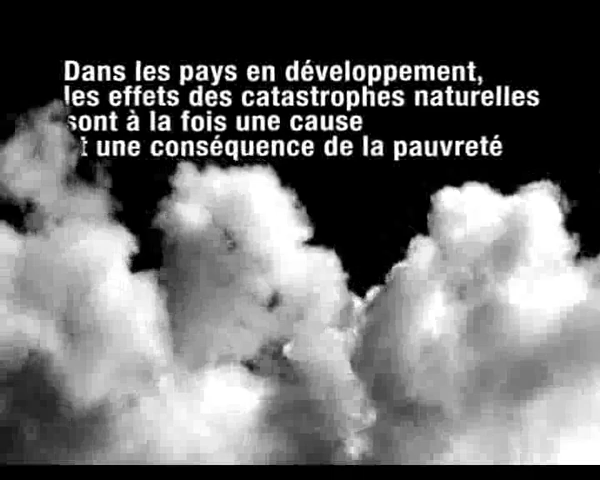 Dans les pays en développement,
les effets des catastrophes naturelles
sont à la fois une cause
t une conséquence de la pauvreté